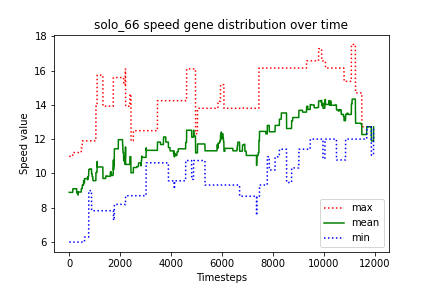 solo_66 speed gene distribution over time
Speed value
18
16
14
12
10
8
6
0
2000
4000
6000
8000
10000
12000
Timesteps
max
mean
min